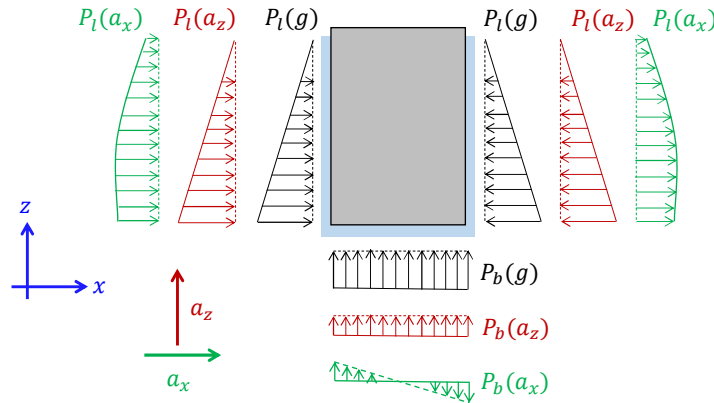 P_l(a_x) P_l(a_z) P_l(g) P_l(g) P_l(a_z) P_l(a_x)
z
x
a_z
a_x
P_b(g)
P_b(a_z)
P_b(a_x)